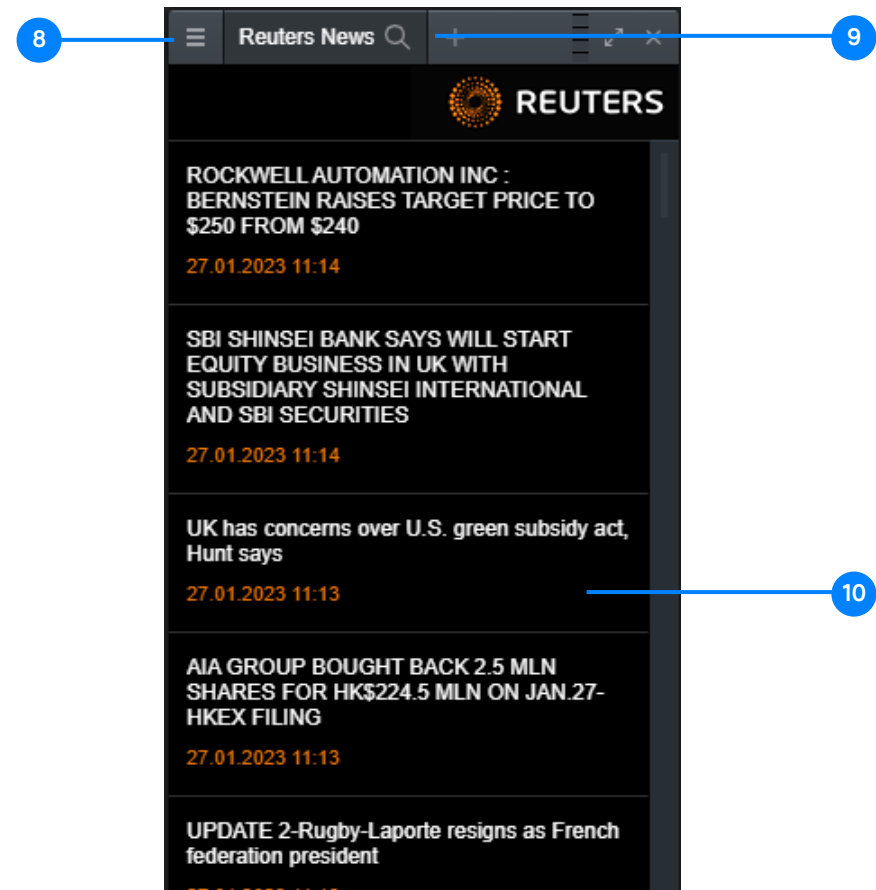 8
Reuters News
9
REUTERS
ROCKWELL AUTOMATION INC :
BERNSTEIN RAISES TARGET PRICE TO
$250 FROM $240
27.01.2023 11:14
SBI SHINSEI BANK SAYS WILL START
EQUITY BUSINESS IN UK WITH
SUBSIDIARY SHINSEI INTERNATIONAL
AND SBI SECURITIES
27.01.2023 11:14
UK has concerns over U.S. green subsidy act,
Hunt says
27.01.2023 11:13
10
AIA GROUP BOUGHT BACK 2.5 MLN
SHARES FOR HK$224.5 MLN ON JAN.27-
HKEX FILING
27.01.2023 11:13
UPDATE 2-Rugby-Laporte resigns as French
federation president